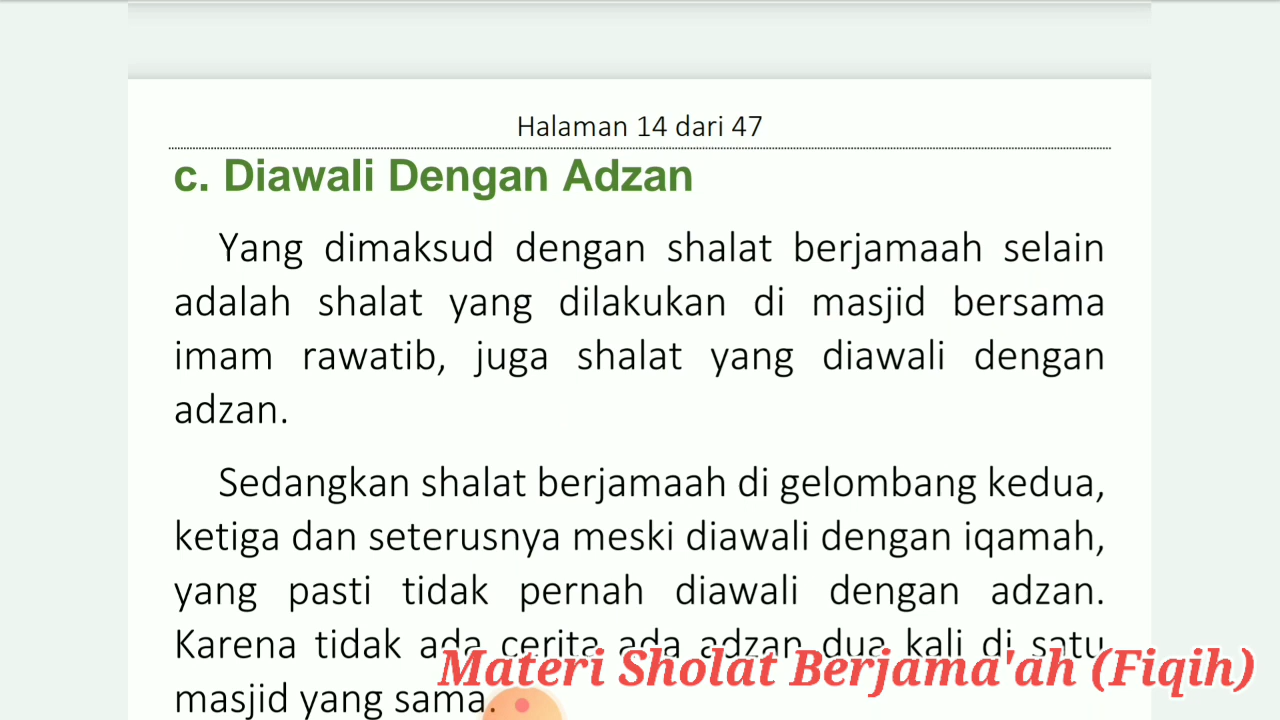 Halaman 14 dari 47
c. Diawali Dengan Adzan
Yang dimaksud dengan shalat berjamaah selain
adalah shalat yang dilakukan di masjid bersama
imam rawatib, juga shalat yang diawali dengan
adzan.
Sedangkan shalat berjamaah di gelombang kedua,
ketiga dan seterusnya meski diawali dengan iqamah,
yang pasti tidak pernah diawali dengan adzan.
Karena tidak ada cerita ada adzan dua kali di satu
masjid yang sama.
Materi Sholat Berjama'ah (Fiqih)